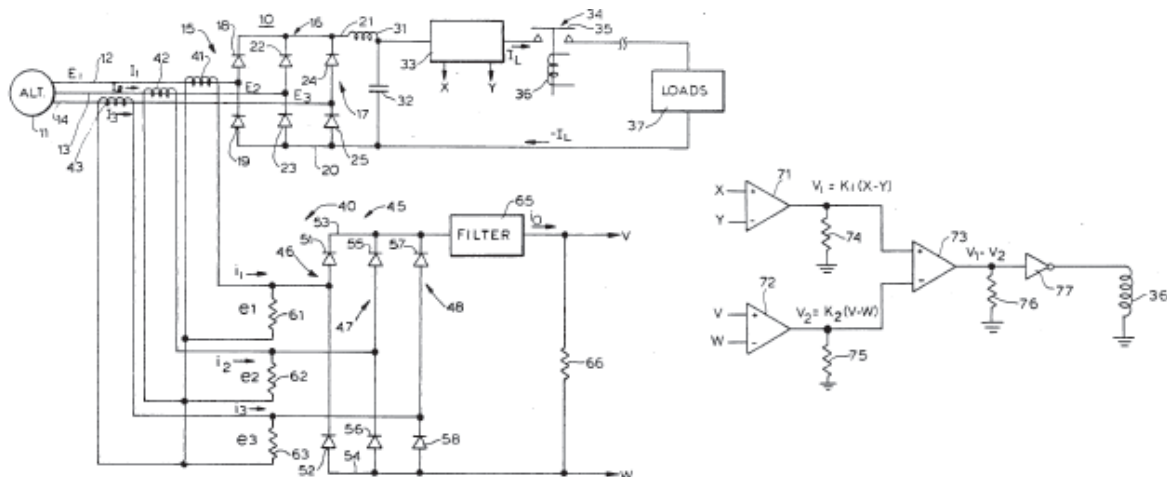 10
15
18
16
21
31
34
35
12
E1
I1
41
22
42
E2
24
33
IL
X
Y
36
ALT.
I2
E3
32
LOADS
37
11
14
13
I3
43
17
-IL
19
23
20
25
40
45
65
i0
53
FILTER
V
51
55
57
46
i1
e1
61
47
48
i2
e2
62
66
i3
56
58
e3
63
52
54
W
X
Y
71
V1 = K1(X-Y)
74
73
V1 - V2
76
77
36
72
V
W
V2 = K2(V-W)
75